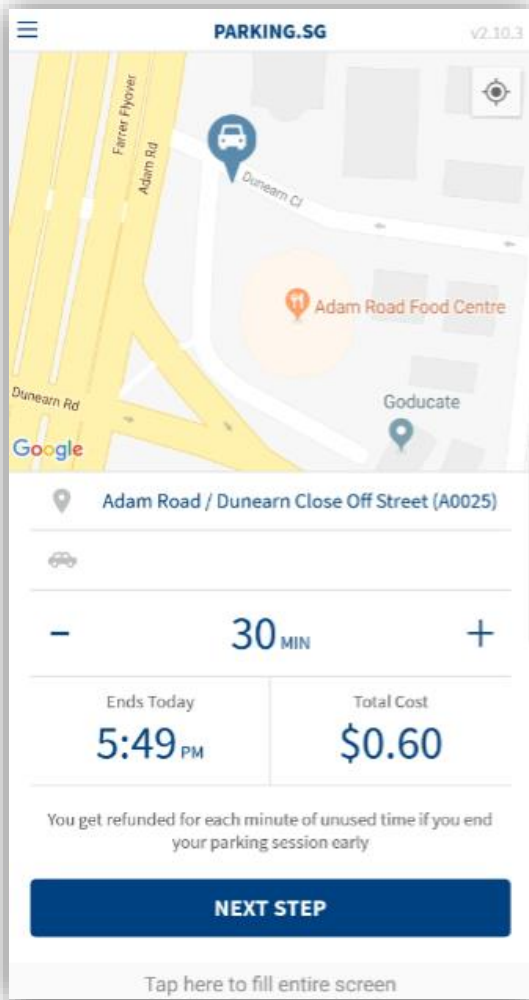 PARKING.SG
v2.10.3
Farrer Flyover
Adam Rd
Dunearn Cl
Adam Road Food Centre
Dunearn Rd
Goducate
Google
Adam Road / Dunearn Close Off Street (A0025)
- 30 MIN +
Ends Today
5:49 PM
Total Cost
$0.60
You get refunded for each minute of unused time if you end
your parking session early
NEXT STEP
Tap here to fill entire screen